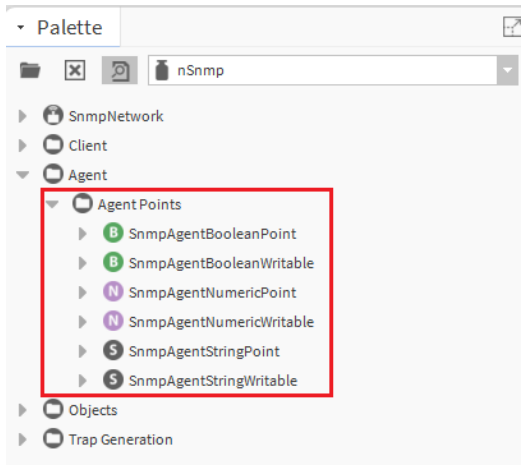 Palette
nSnmp
SnmpNetwork
Client
Agent
Agent Points
B SnmpAgentBooleanPoint
B SnmpAgentBooleanWritable
N SnmpAgentNumericPoint
N SnmpAgentNumericWritable
S SnmpAgentStringPoint
S SnmpAgentStringWritable
Objects
Trap Generation